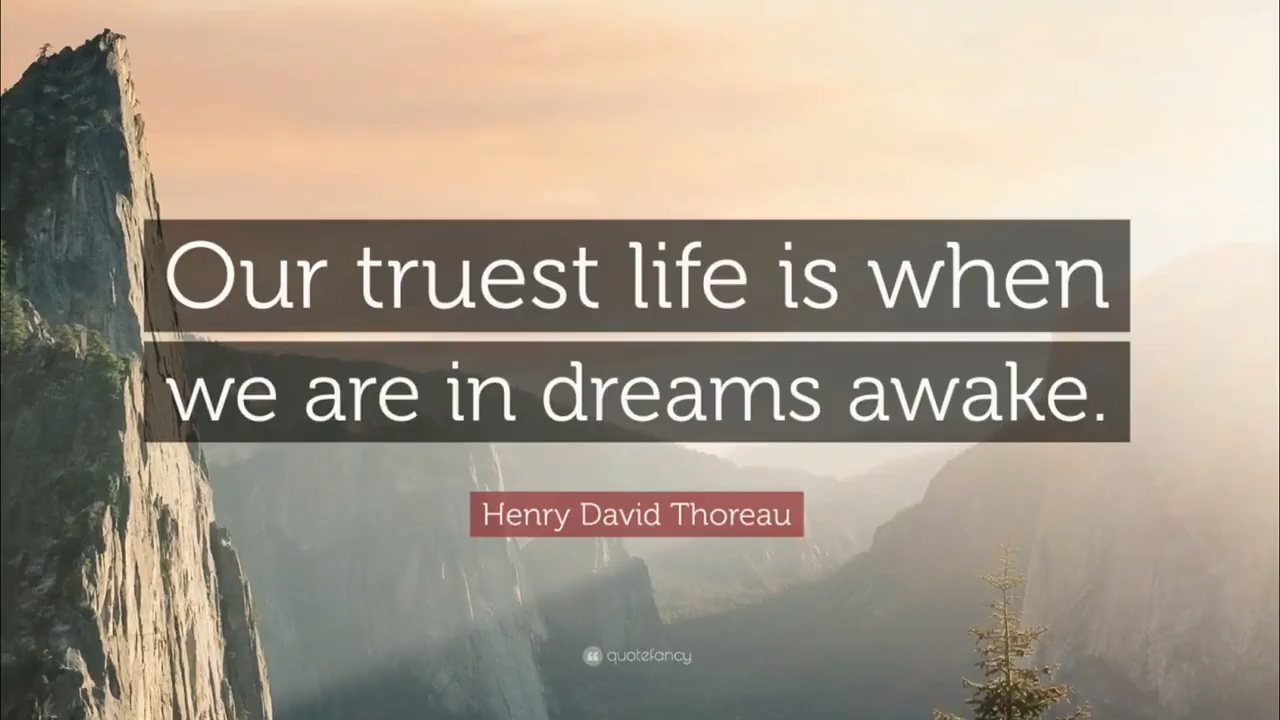 Our truest life is when
we are in dreams awake.
Henry David Thoreau
quotefancy